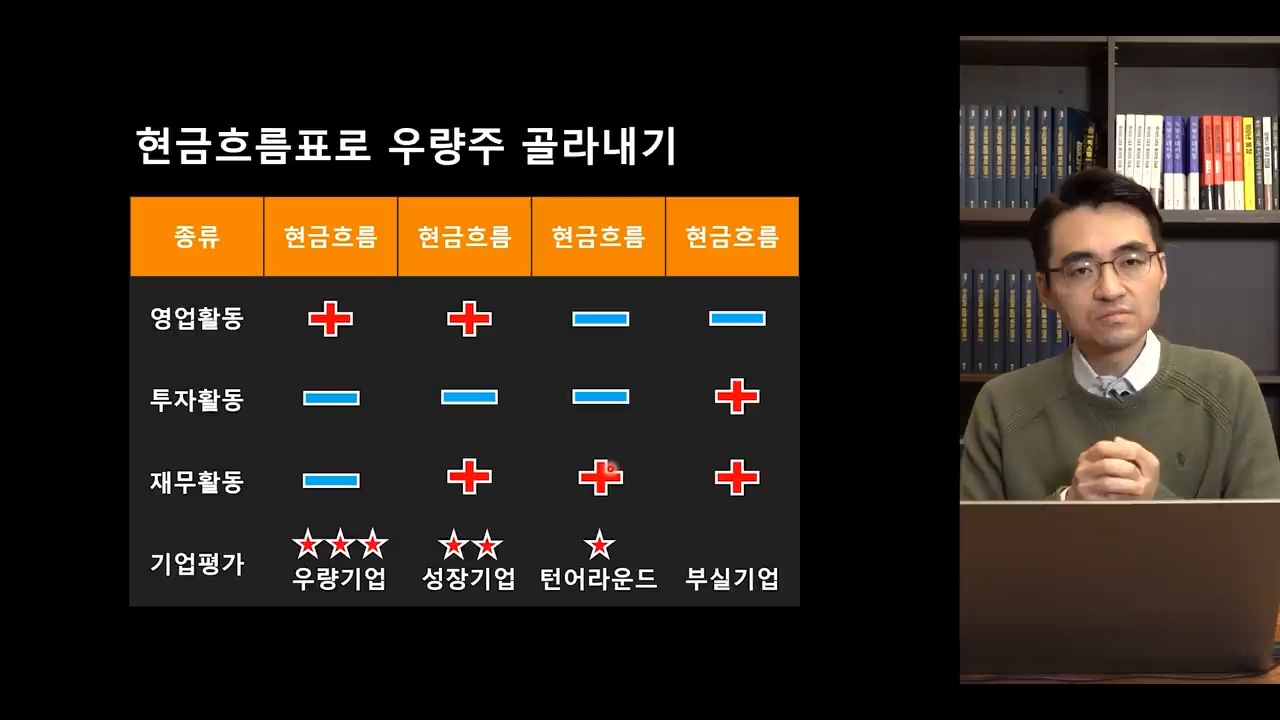 현금흐름표로 우량주 골라내기
종류 현금흐름 현금흐름 현금흐름 현금흐름
영업활동
투자활동
재무활동
기업평가
우량기업 성장기업 턴어라운드 부실기업